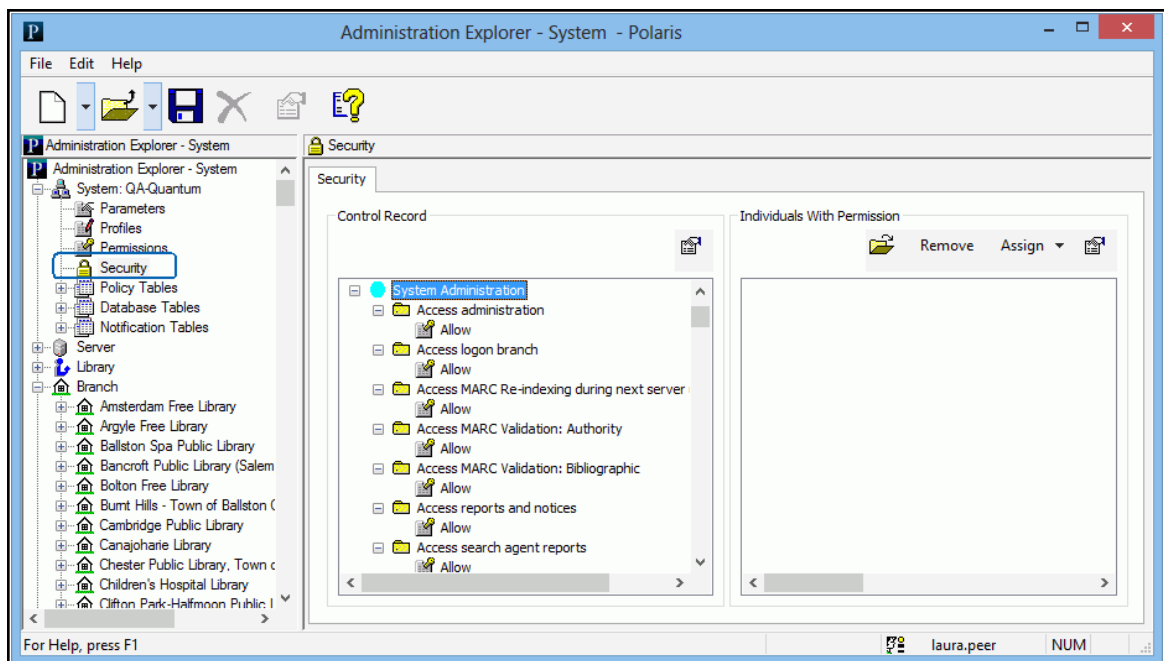 Administration Explorer - System - Polaris
File Edit Help
Administration Explorer - System
Security
Administration Explorer - System
System: QA-Quantum
Parameters
Profiles
Permissions
Security
Policy Tables
Database Tables
Notification Tables
Server
Library
Branch
Amsterdam Free Library
Argyle Free Library
Ballston Spa Public Library
Bancroft Public Library (Salem
Bolton Free Library
Burnt Hills - Town of Ballston C
Cambridge Public Library
Canajoharie Library
Chester Public Library, Town o
Children's Hospital Library
Clifton Park-Halfmoon Public l
Security
Control Record
System Administration
Access administration
Allow
Access logon branch
Allow
Access MARC Re-indexing during next server
Allow
Access MARC Validation: Authority
Allow
Access MARC Validation: Bibliographic
Allow
Access reports and notices
Allow
Access search agent reports
Allow
Individuals With Permission
Remove Assign
For Help, press F1
laura.peer NUM